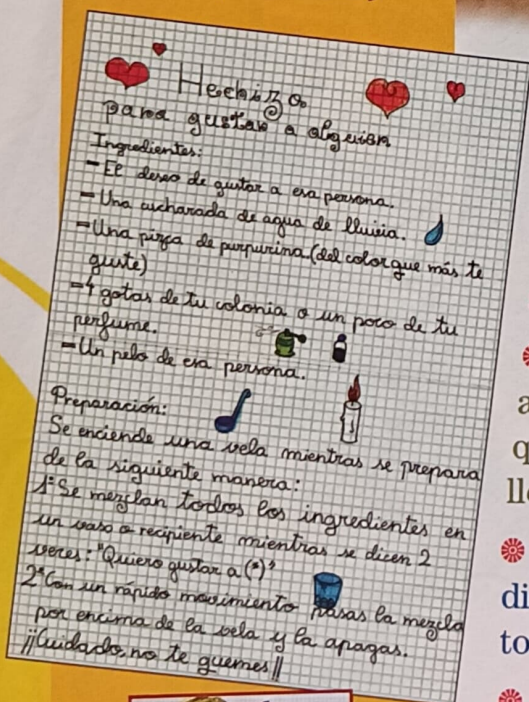 Hechizo
para gustar a alguien
Ingredientes:
- El deseo de gustar a esa persona.
- Una cucharada de agua de lluvia.
- Una pizca de purpurina (del color que más te
guste)
- 4 gotas de tu colonia o un poco de tu
perfume.
- Un pelo de esa persona.
Preparación:
Se enciende una vela mientras se prepara
de la siguiente manera:
1º Se mezclan todos los ingredientes en
un vaso o recipiente mientras se dicen 2
veces: "Quiero gustar a (*)"
2º Con un rápido movimiento pasas la mezcla
por encima de la vela y la apagas.
¡¡Cuidado, no te quemes!!
a
q
ll
di
to